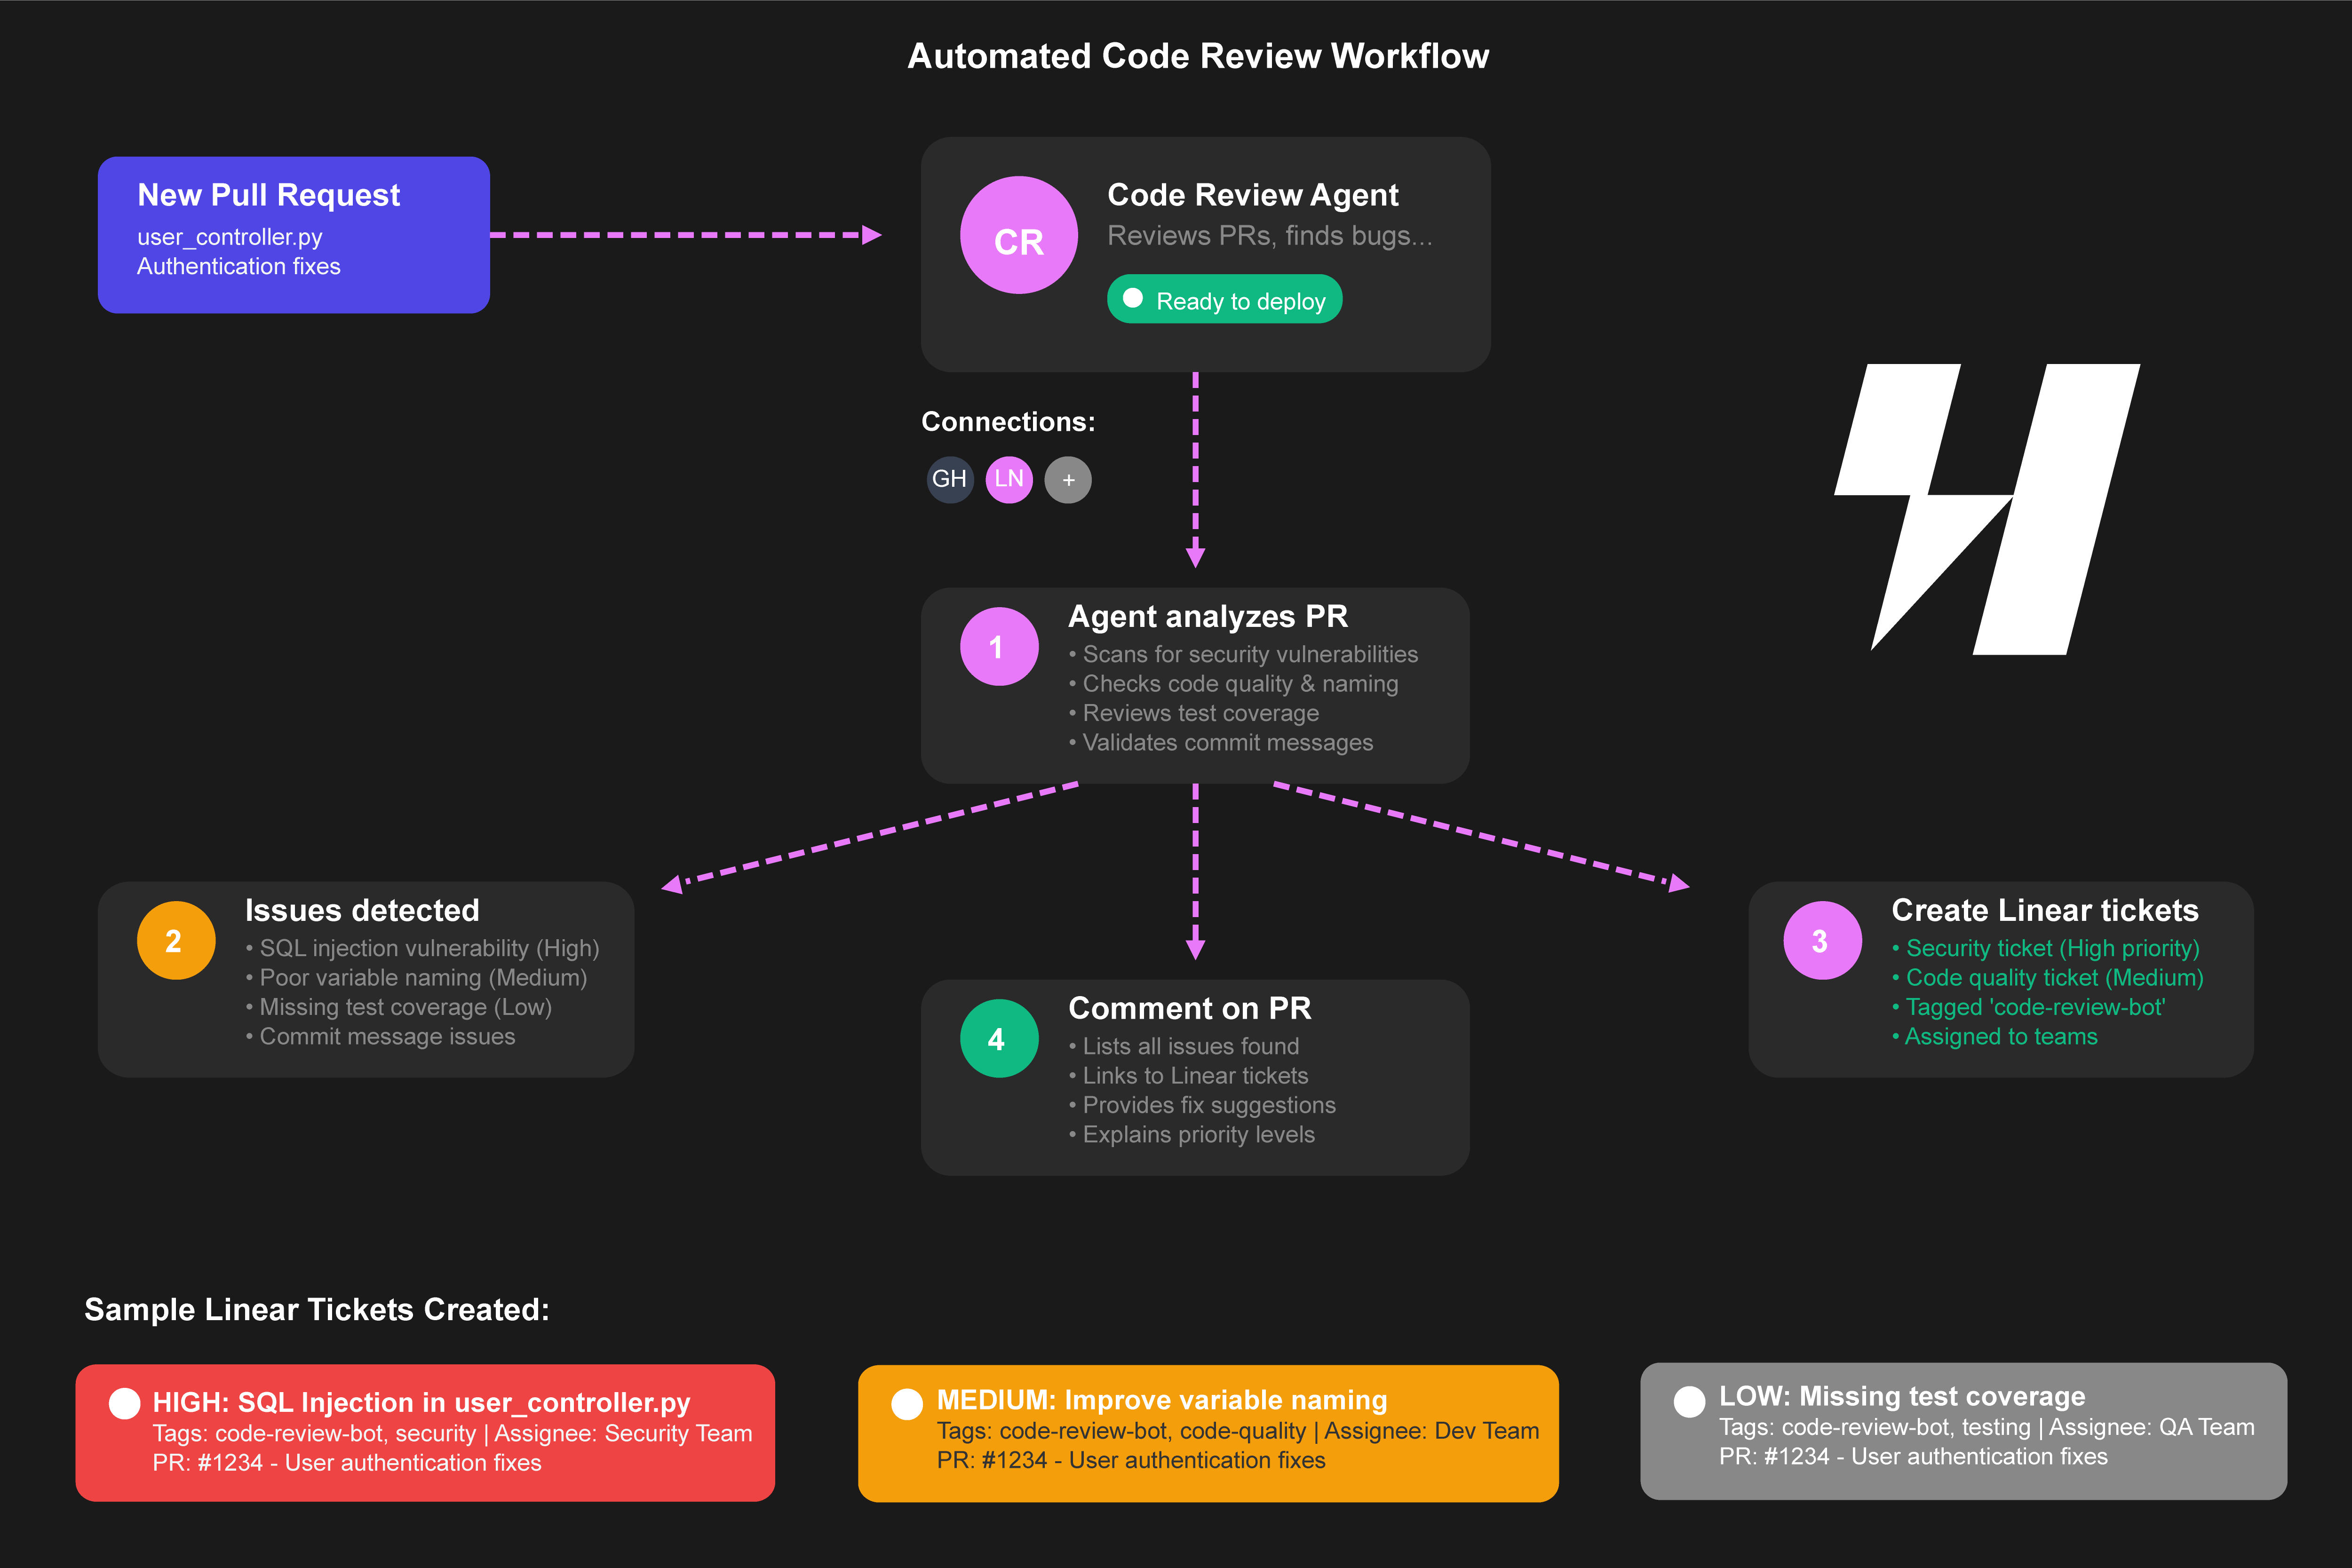 Automated Code Review Workflow
New Pull Request
user_controller.py
Authentication fixes
CR
Code Review Agent
Reviews PRs, finds bugs...
Ready to deploy
Connections:
GH
LN
+
1
Agent analyzes PR
• Scans for security vulnerabilities
• Checks code quality & naming
• Reviews test coverage
• Validates commit messages
2
Issues detected
• SQL injection vulnerability (High)
• Poor variable naming (Medium)
• Missing test coverage (Low)
• Commit message issues
3
Create Linear tickets
• Security ticket (High priority)
• Code quality ticket (Medium)
• Tagged 'code-review-bot'
• Assigned to teams
4
Comment on PR
• Lists all issues found
• Links to Linear tickets
• Provides fix suggestions
• Explains priority levels
Sample Linear Tickets Created:
HIGH: SQL Injection in user_controller.py
Tags: code-review-bot, security | Assignee: Security Team
PR: #1234 - User authentication fixes
MEDIUM: Improve variable naming
Tags: code-review-bot, code-quality | Assignee: Dev Team
PR: #1234 - User authentication fixes
LOW: Missing test coverage
Tags: code-review-bot, testing | Assignee: QA Team
PR: #1234 - User authentication fixes